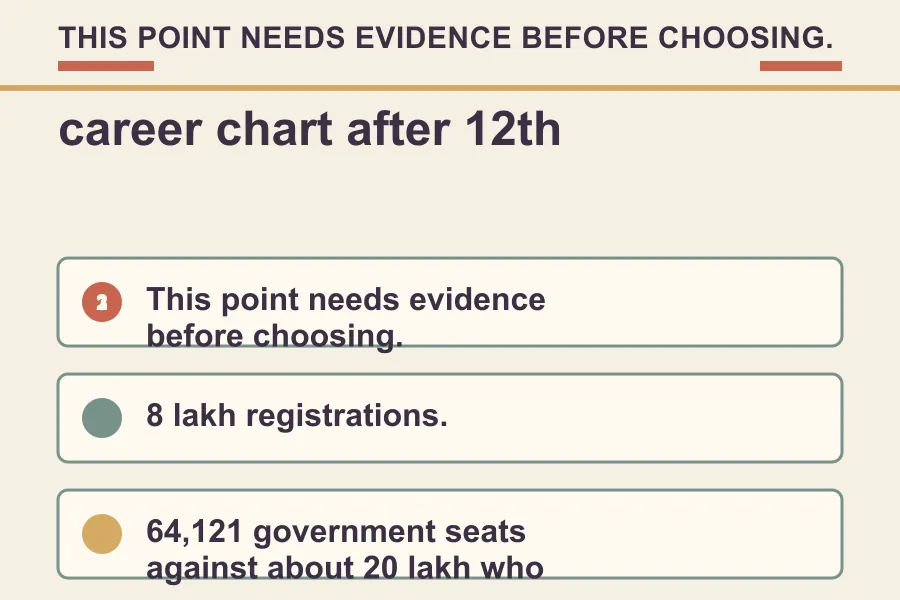 THIS POINT NEEDS EVIDENCE BEFORE CHOOSING.
career chart after 12th
This point needs evidence
before choosing.
8 lakh registrations.
64,121 government seats
against about 20 lakh who